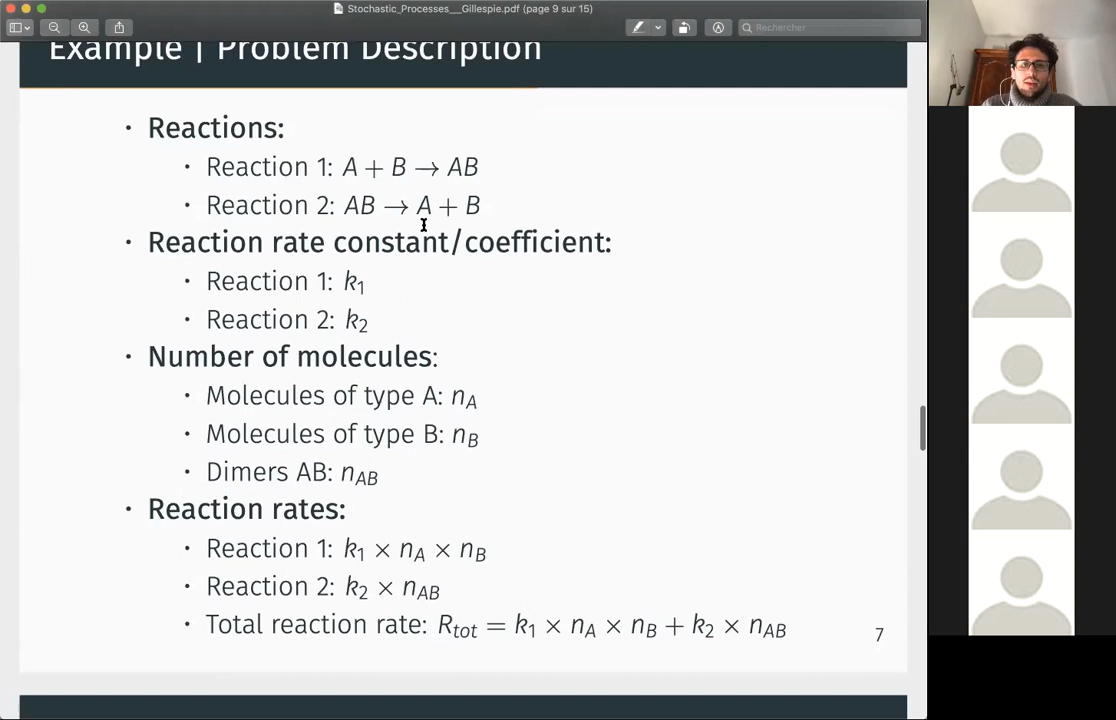 Stochastic_Processes__Gillespie.pdf (page 9 sur 15)
Rechercher
Example | Problem Description
• Reactions:
• Reaction 1: A + B → AB
• Reaction 2: AB → A + B
• Reaction rate constant/coefficient:
• Reaction 1: k₁
• Reaction 2: k₂
• Number of molecules:
• Molecules of type A: n_A
• Molecules of type B: n_B
• Dimers AB: n_AB
• Reaction rates:
• Reaction 1: k₁ × n_A × n_B
• Reaction 2: k₂ × n_AB
• Total reaction rate: R_tot = k₁ × n_A × n_B + k₂ × n_AB
7